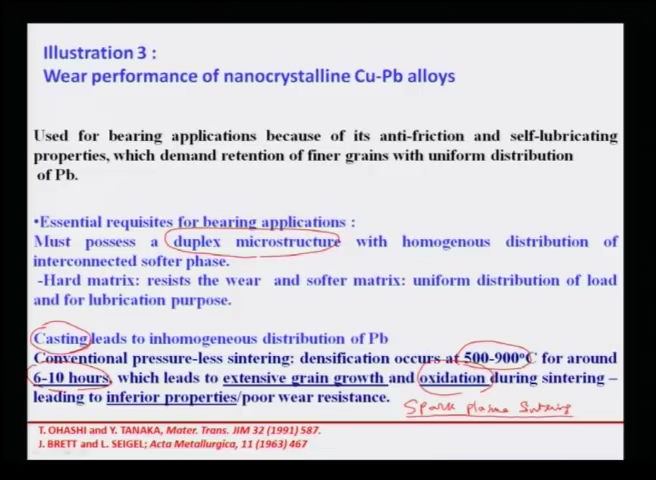 Illustration 3 :
Wear performance of nanocrystalline Cu-Pb alloys
Used for bearing applications because of its anti-friction and self-lubricating
properties, which demand retention of finer grains with uniform distribution
of Pb.
•Essential requisites for bearing applications :
Must possess a duplex microstructure with homogenous distribution of
interconnected softer phase.
-Hard matrix: resists the wear and softer matrix: uniform distribution of load
and for lubrication purpose.
Casting leads to inhomogeneous distribution of Pb
Conventional pressure-less sintering: densification occurs at 500-900°C for around
6-10 hours, which leads to extensive grain growth and oxidation during sintering –
leading to inferior properties/poor wear resistance.
Spark plasma Sintering
T. OHASHI and Y. TANAKA, Mater. Trans. JIM 32 (1991) 587.
J. BRETT and L. SEIGEL; Acta Metallurgica, 11 (1963) 467